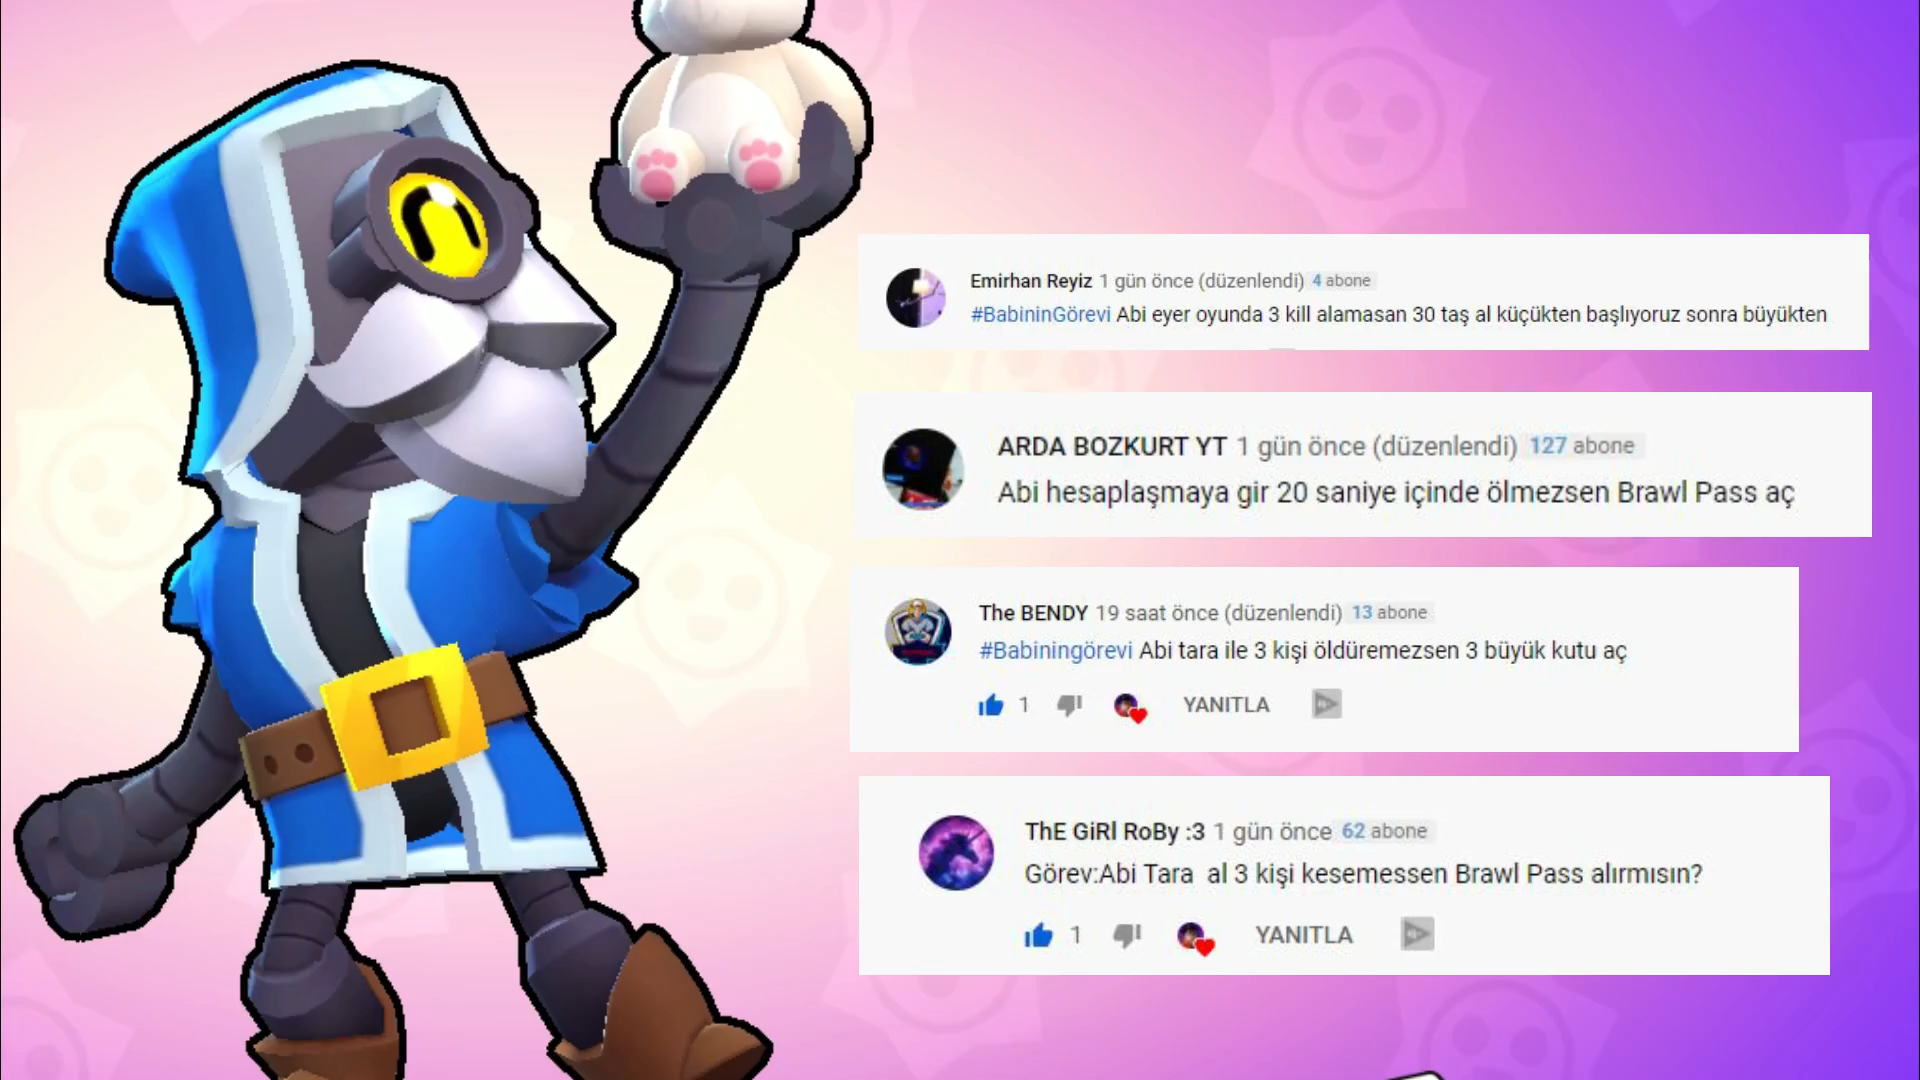 Emirhan Reyiz 1 gün önce (düzenlendi) 4 abone
#BabininGörevi Abi eyer oyunda 3 kill alamasan 30 taş al küçükten başlıyoruz sonra büyükten
ARDA BOZKURT YT 1 gün önce (düzenlendi) 127 abone
Abi hesaplaşmaya gir 20 saniye içinde ölmezsen Brawl Pass aç
The BENDY 19 saat önce (düzenlendi) 13 abone
#Babiningörevi Abi tara ile 3 kişi öldüremezsen 3 büyük kutu aç
1 YANITLA
ThE GiRl RoBy :3 1 gün önce 62 abone
Görev:Abi Tara al 3 kişi kesemessen Brawl Pass alırmısın?
1 YANITLA